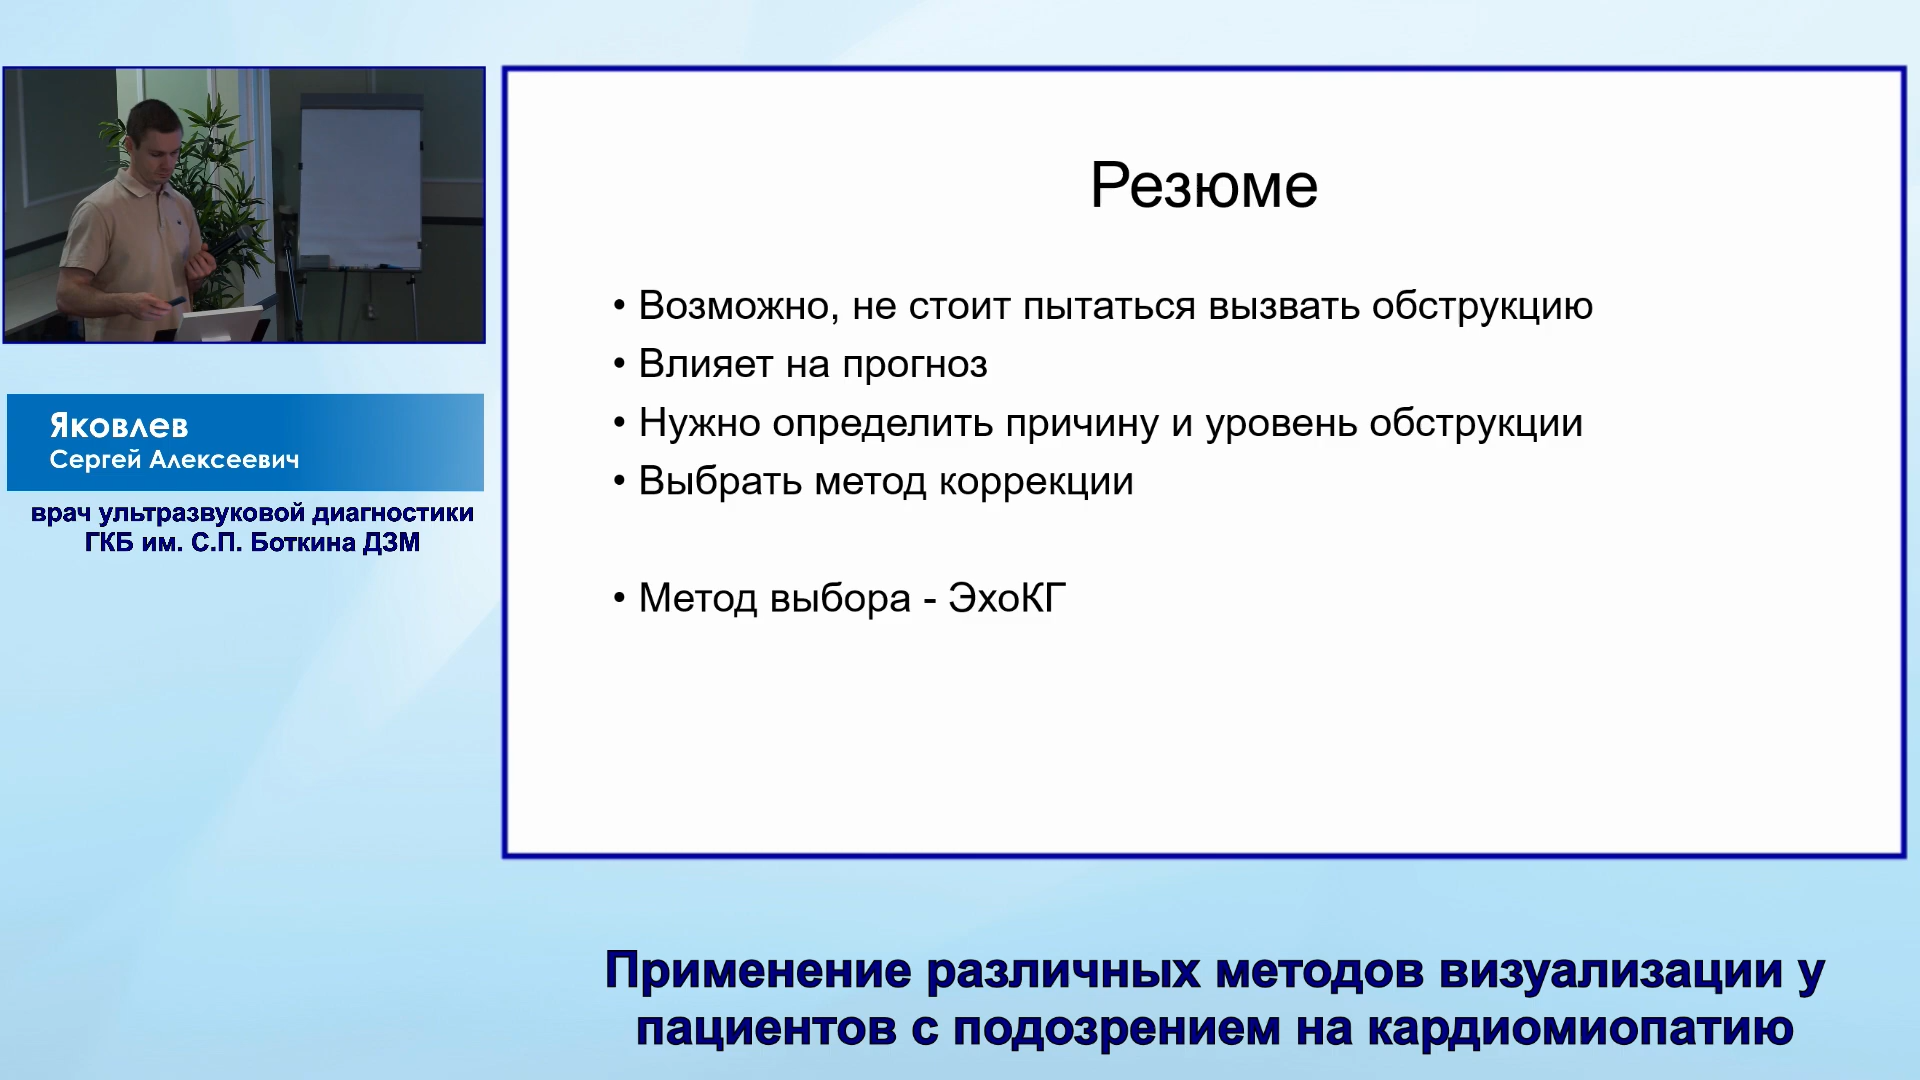 Яковлев
Сергей Алексеевич
врач ультразвуковой диагностики
ГКБ им. С.П. Боткина ДЗМ
Резюме
• Возможно, не стоит пытаться вызвать обструкцию
• Влияет на прогноз
• Нужно определить причину и уровень обструкции
• Выбрать метод коррекции
• Метод выбора - ЭхоКГ
Применение различных методов визуализации у
пациентов с подозрением на кардиомиопатию